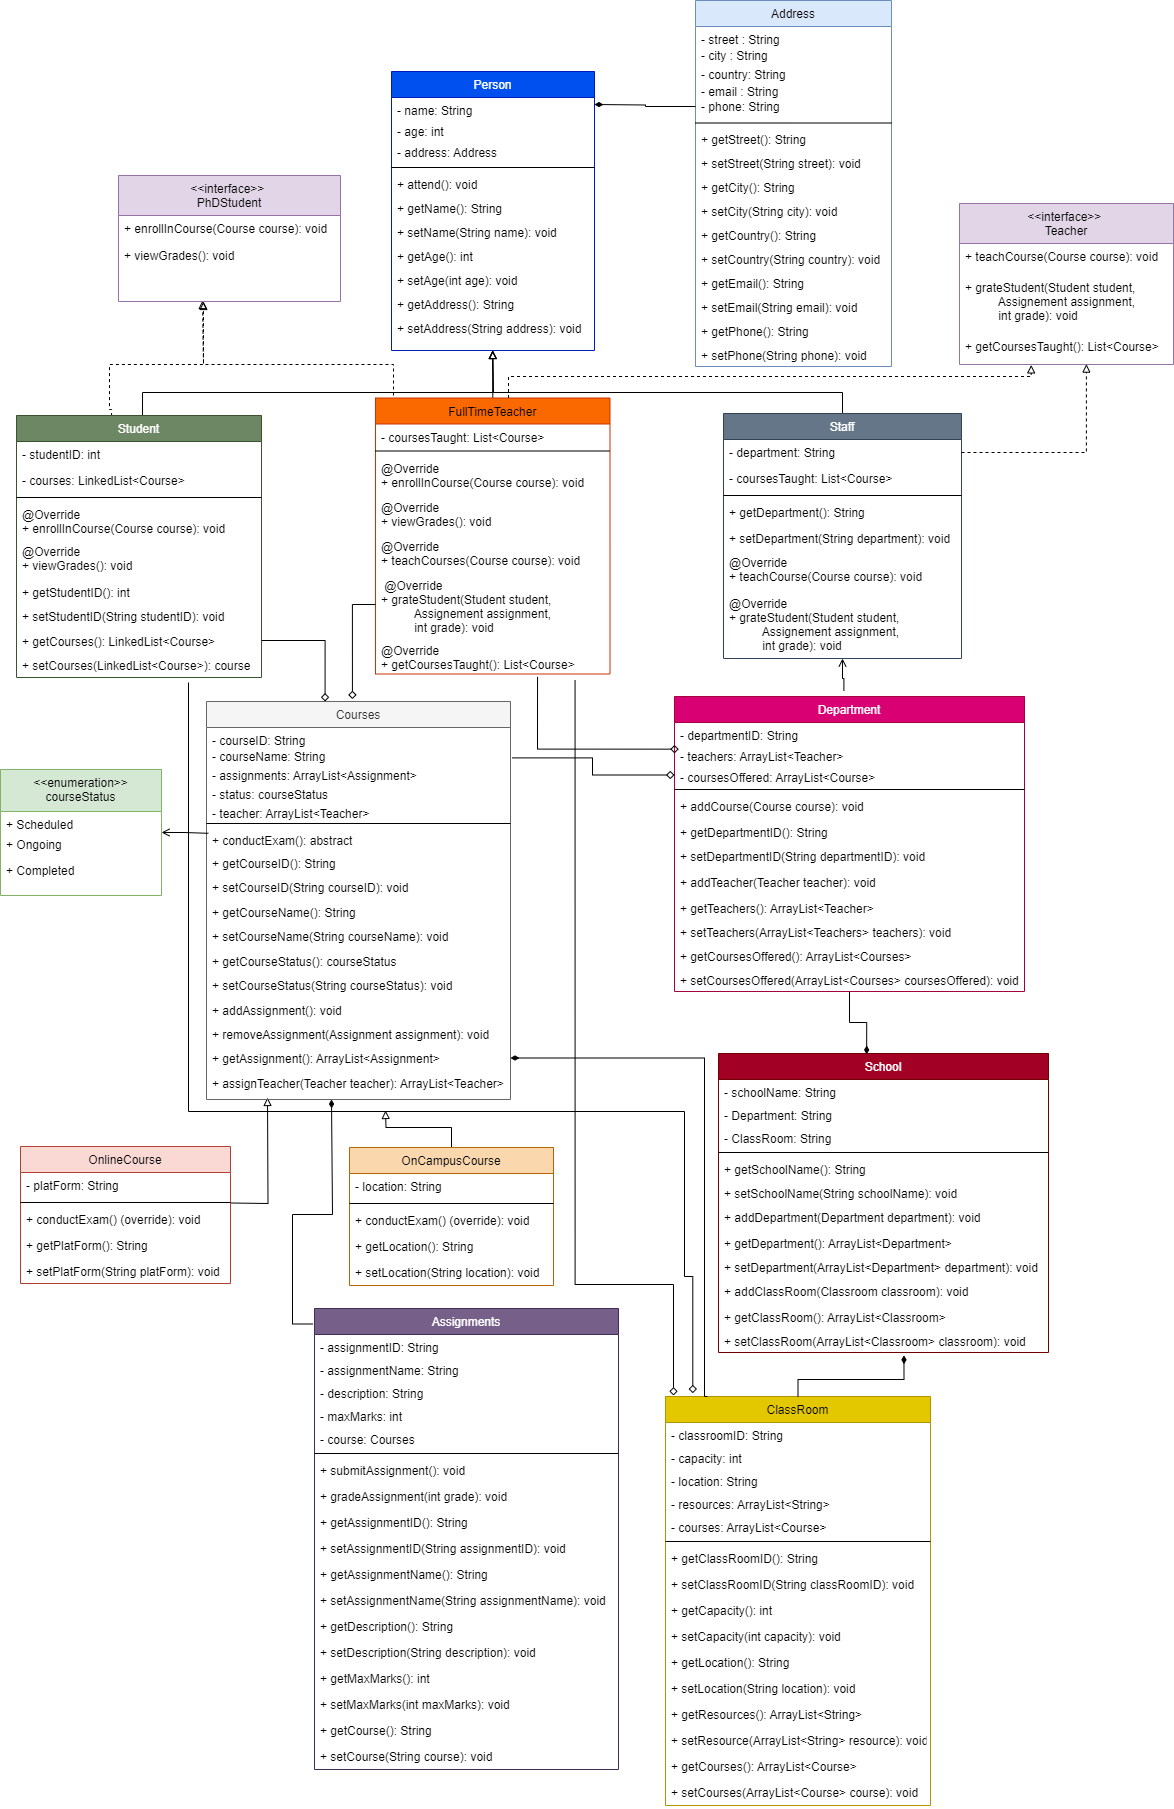 Address
- street : String
- city : String
- country: String
- email : String
- phone: String
+ getStreet(): String
+ setStreet(String street): void
+ getCity(): String
+ setCity(String city): void
+ getCountry(): String
+ setCountry(String country): void
+ getEmail(): String
+ setEmail(String email): void
+ getPhone(): String
+ setPhone(String phone): void
Person
- name: String
- age: int
- address: Address
+ attend(): void
+ getName(): String
+ setName(String name): void
+ getAge(): int
+ setAge(int age): void
+ getAddress(): String
+ setAddress(String address): void
<<interface>>
PhDStudent
+ enrollInCourse(Course course): void
+ viewGrades(): void
<<interface>>
Teacher
+ teachCourse(Course course): void
+ grateStudent(Student student,
Assignement assignment,
int grade): void
+ getCoursesTaught(): List<Course>
Student
- studentID: int
- courses: LinkedList<Course>
@Override
+ enrollInCourse(Course course): void
@Override
+ viewGrades(): void
+ getStudentID(): int
+ setStudentID(String studentID): void
+ getCourses(): LinkedList<Course>
+ setCourses(LinkedList<Course>): course
FullTimeTeacher
- coursesTaught: List<Course>
@Override
+ enrollInCourse(Course course): void
@Override
+ viewGrades(): void
@Override
+ teachCourses(Course course): void
@Override
+ grateStudent(Student student,
Assignement assignment,
int grade): void
@Override
+ getCoursesTaught(): List<Course>
Staff
- department: String
- coursesTaught: List<Course>
+ getDepartment(): String
+ setDepartment(String department): void
@Override
+ teachCourse(Course course): void
@Override
+ grateStudent(Student student,
Assignement assignment,
int grade): void
Courses
- courseID: String
- courseName: String
- assignments: ArrayList<Assignment>
- status: courseStatus
- teacher: ArrayList<Teacher>
+ conductExam(): abstract
+ getCourseID(): String
+ setCourseID(String courseID): void
+ getCourseName(): String
+ setCourseName(String courseName): void
+ getCourseStatus(): courseStatus
+ setCourseStatus(String courseStatus): void
+ addAssignment(): void
+ removeAssignment(Assignment assignment): void
+ getAssignment(): ArrayList<Assignment>
+ assignTeacher(Teacher teacher): ArrayList<Teacher>
<<enumeration>>
courseStatus
+ Scheduled
+ Ongoing
+ Completed
Department
- departmentID: String
- teachers: ArrayList<Teacher>
- coursesOffered: ArrayList<Course>
+ addCourse(Course course): void
+ getDepartmentID(): String
+ setDepartmentID(String departmentID): void
+ addTeacher(Teacher teacher): void
+ getTeachers(): ArrayList<Teacher>
+ setTeachers(ArrayList<Teachers> teachers): void
+ getCoursesOffered(): ArrayList<Courses>
+ setCoursesOffered(ArrayList<Courses> coursesOffered): void
School
- schoolName: String
- Department: String
- ClassRoom: String
+ getSchoolName(): String
+ setSchoolName(String schoolName): void
+ addDepartment(Department department): void
+ getDepartment(): ArrayList<Department>
+ setDepartment(ArrayList<Department> department): void
+ addClassRoom(Classroom classroom): void
+ getClassRoom(): ArrayList<Classroom>
+ setClassRoom(ArrayList<Classroom> classroom): void
OnlineCourse
- platForm: String
+ conductExam() (override): void
+ getPlatForm(): String
+ setPlatForm(String platForm): void
OnCampusCourse
- location: String
+ conductExam() (override): void
+ getLocation(): String
+ setLocation(String location): void
Assignments
- assignmentID: String
- assignmentName: String
- description: String
- maxMarks: int
- course: Courses
+ submitAssignment(): void
+ gradeAssignment(int grade): void
+ getAssignmentID(): String
+ setAssignmentID(String assignmentID): void
+ getAssignmentName(): String
+ setAssignmentName(String assignmentName): void
+ getDescription(): String
+ setDescription(String description): void
+ getMaxMarks(): int
+ setMaxMarks(int maxMarks): void
+ getCourse(): String
+ setCourse(String course): void
ClassRoom
- classroomID: String
- capacity: int
- location: String
- resources: ArrayList<String>
- courses: ArrayList<Course>
+ getClassRoomID(): String
+ setClassRoomID(String classRoomID): void
+ getCapacity(): int
+ setCapacity(int capacity): void
+ getLocation(): String
+ setLocation(String location): void
+ getResources(): ArrayList<String>
+ setResource(ArrayList<String> resource): void
+ getCourses(): ArrayList<Course>
+ setCourses(ArrayList<Course> course): void